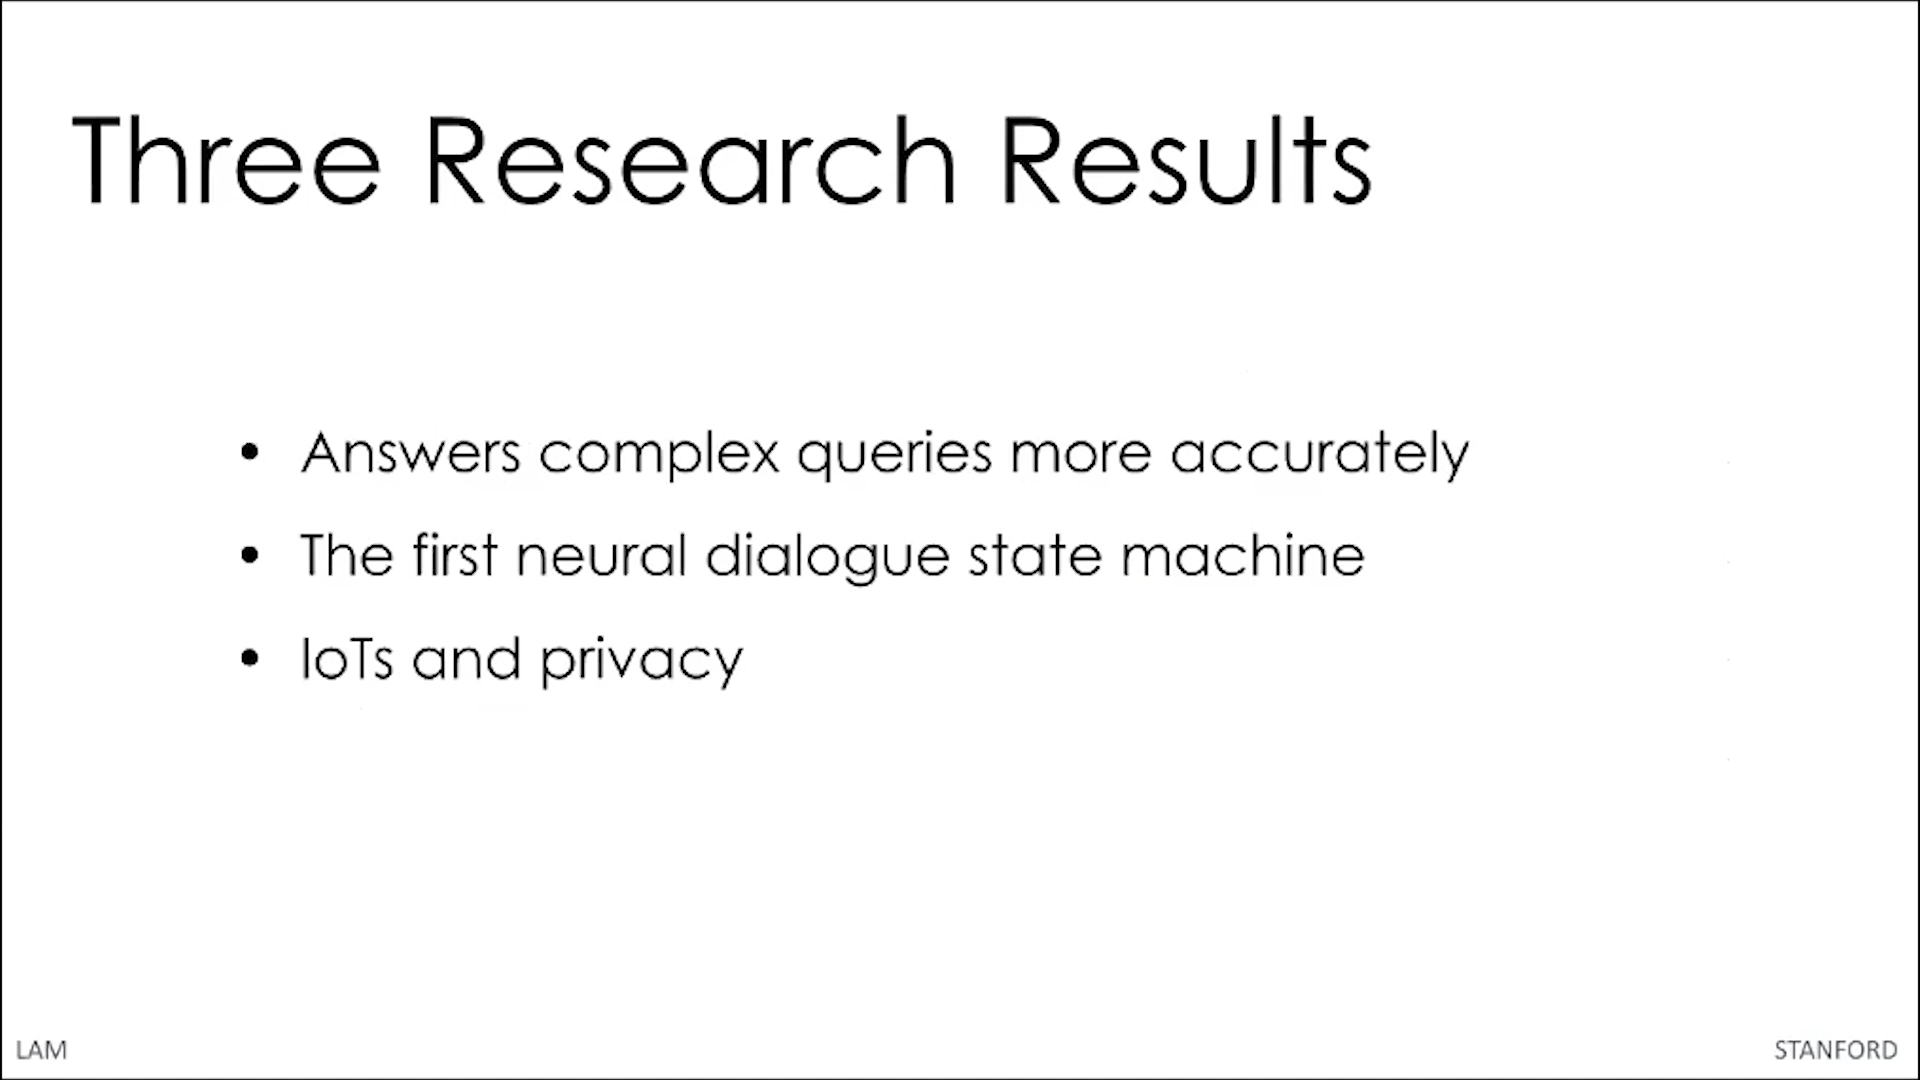 Three Research Results
• Answers complex queries more accurately
• The first neural dialogue state machine
• IoTs and privacy
LAM
STANFORD